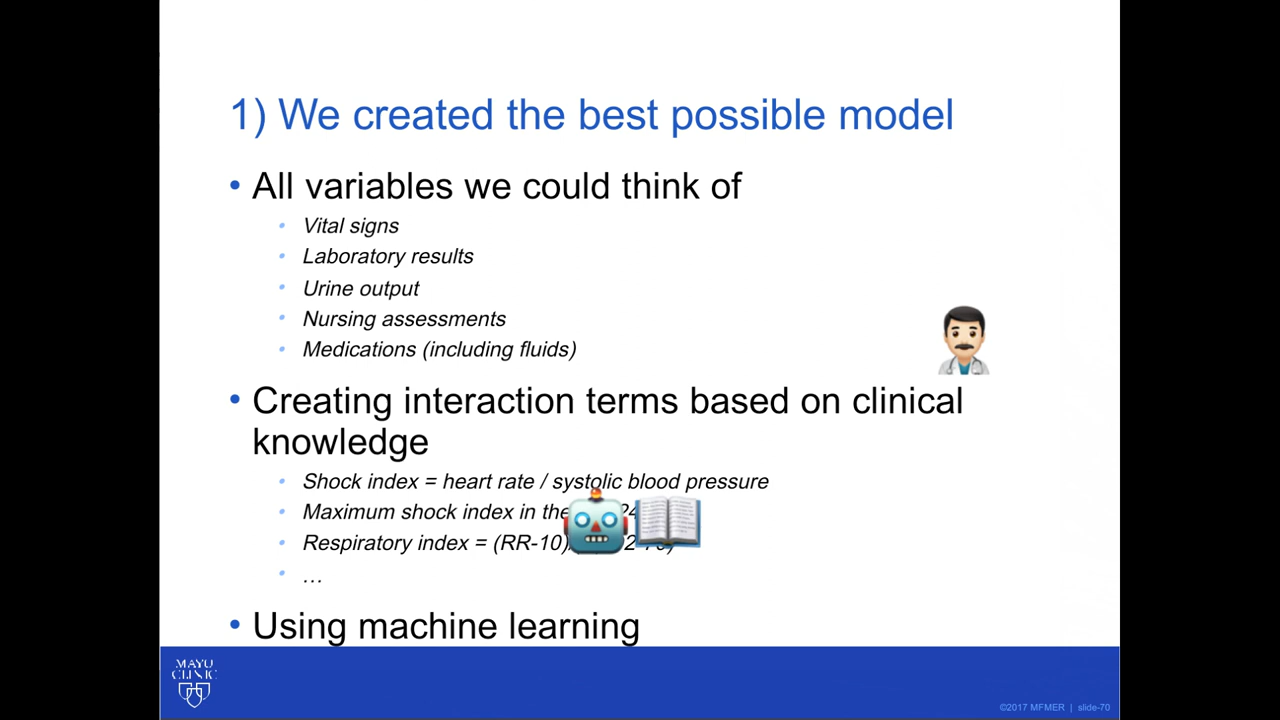 1) We created the best possible model
• All variables we could think of
• Vital signs
• Laboratory results
• Urine output
• Nursing assessments
• Medications (including fluids)
• Creating interaction terms based on clinical
knowledge
• Shock index = heart rate / systolic blood pressure
• Maximum shock index in the 24
• Respiratory index = (RR-10)
• …
• Using machine learning
MAYO
CLINIC
©2017 MFMER | slide-70